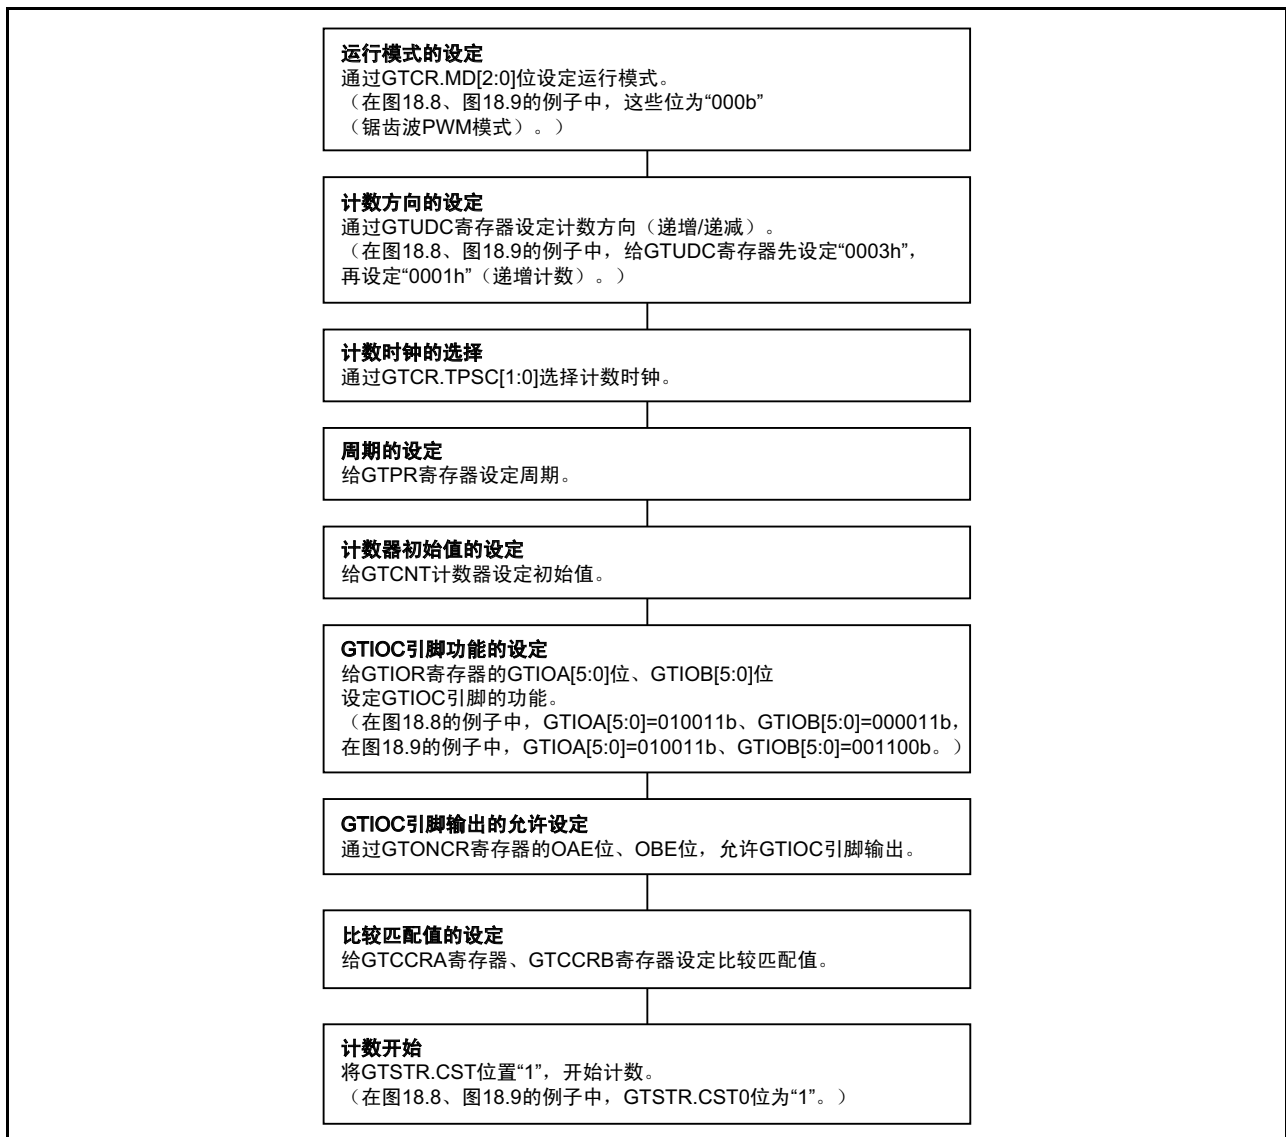 运行模式的设定
通过GTCR.MD[2:0]位设定运行模式。
（在图18.8、图18.9的例子中，这些位为“000b”
（锯齿波PWM模式）。）
计数方向的设定
通过GTUDC寄存器设定计数方向（递增/递减）。
（在图18.8、图18.9的例子中，给GTUDC寄存器先设定“0003h”，
再设定“0001h”（递增计数）。）
计数时钟的选择
通过GTCR.TPSC[1:0]选择计数时钟。
周期的设定
给GTPR寄存器设定周期。
计数器初始值的设定
给GTCNT计数器设定初始值。
GTIOC引脚功能的设定
给GTIOR寄存器的GTIOA[5:0]位、GTIOB[5:0]位
设定GTIOC引脚的功能。
（在图18.8的例子中，GTIOA[5:0]=010011b、GTIOB[5:0]=000011b，
在图18.9的例子中，GTIOA[5:0]=010011b、GTIOB[5:0]=001100b。）
GTIOC引脚输出的允许设定
通过GTONCR寄存器的OAE位、OBE位，允许GTIOC引脚输出。
比较匹配值的设定
给GTCCRA寄存器、GTCCRB寄存器设定比较匹配值。
计数开始
将GTSTR.CST位置“1”，开始计数。
（在图18.8、图18.9的例子中，GTSTR.CST0位为“1”。）